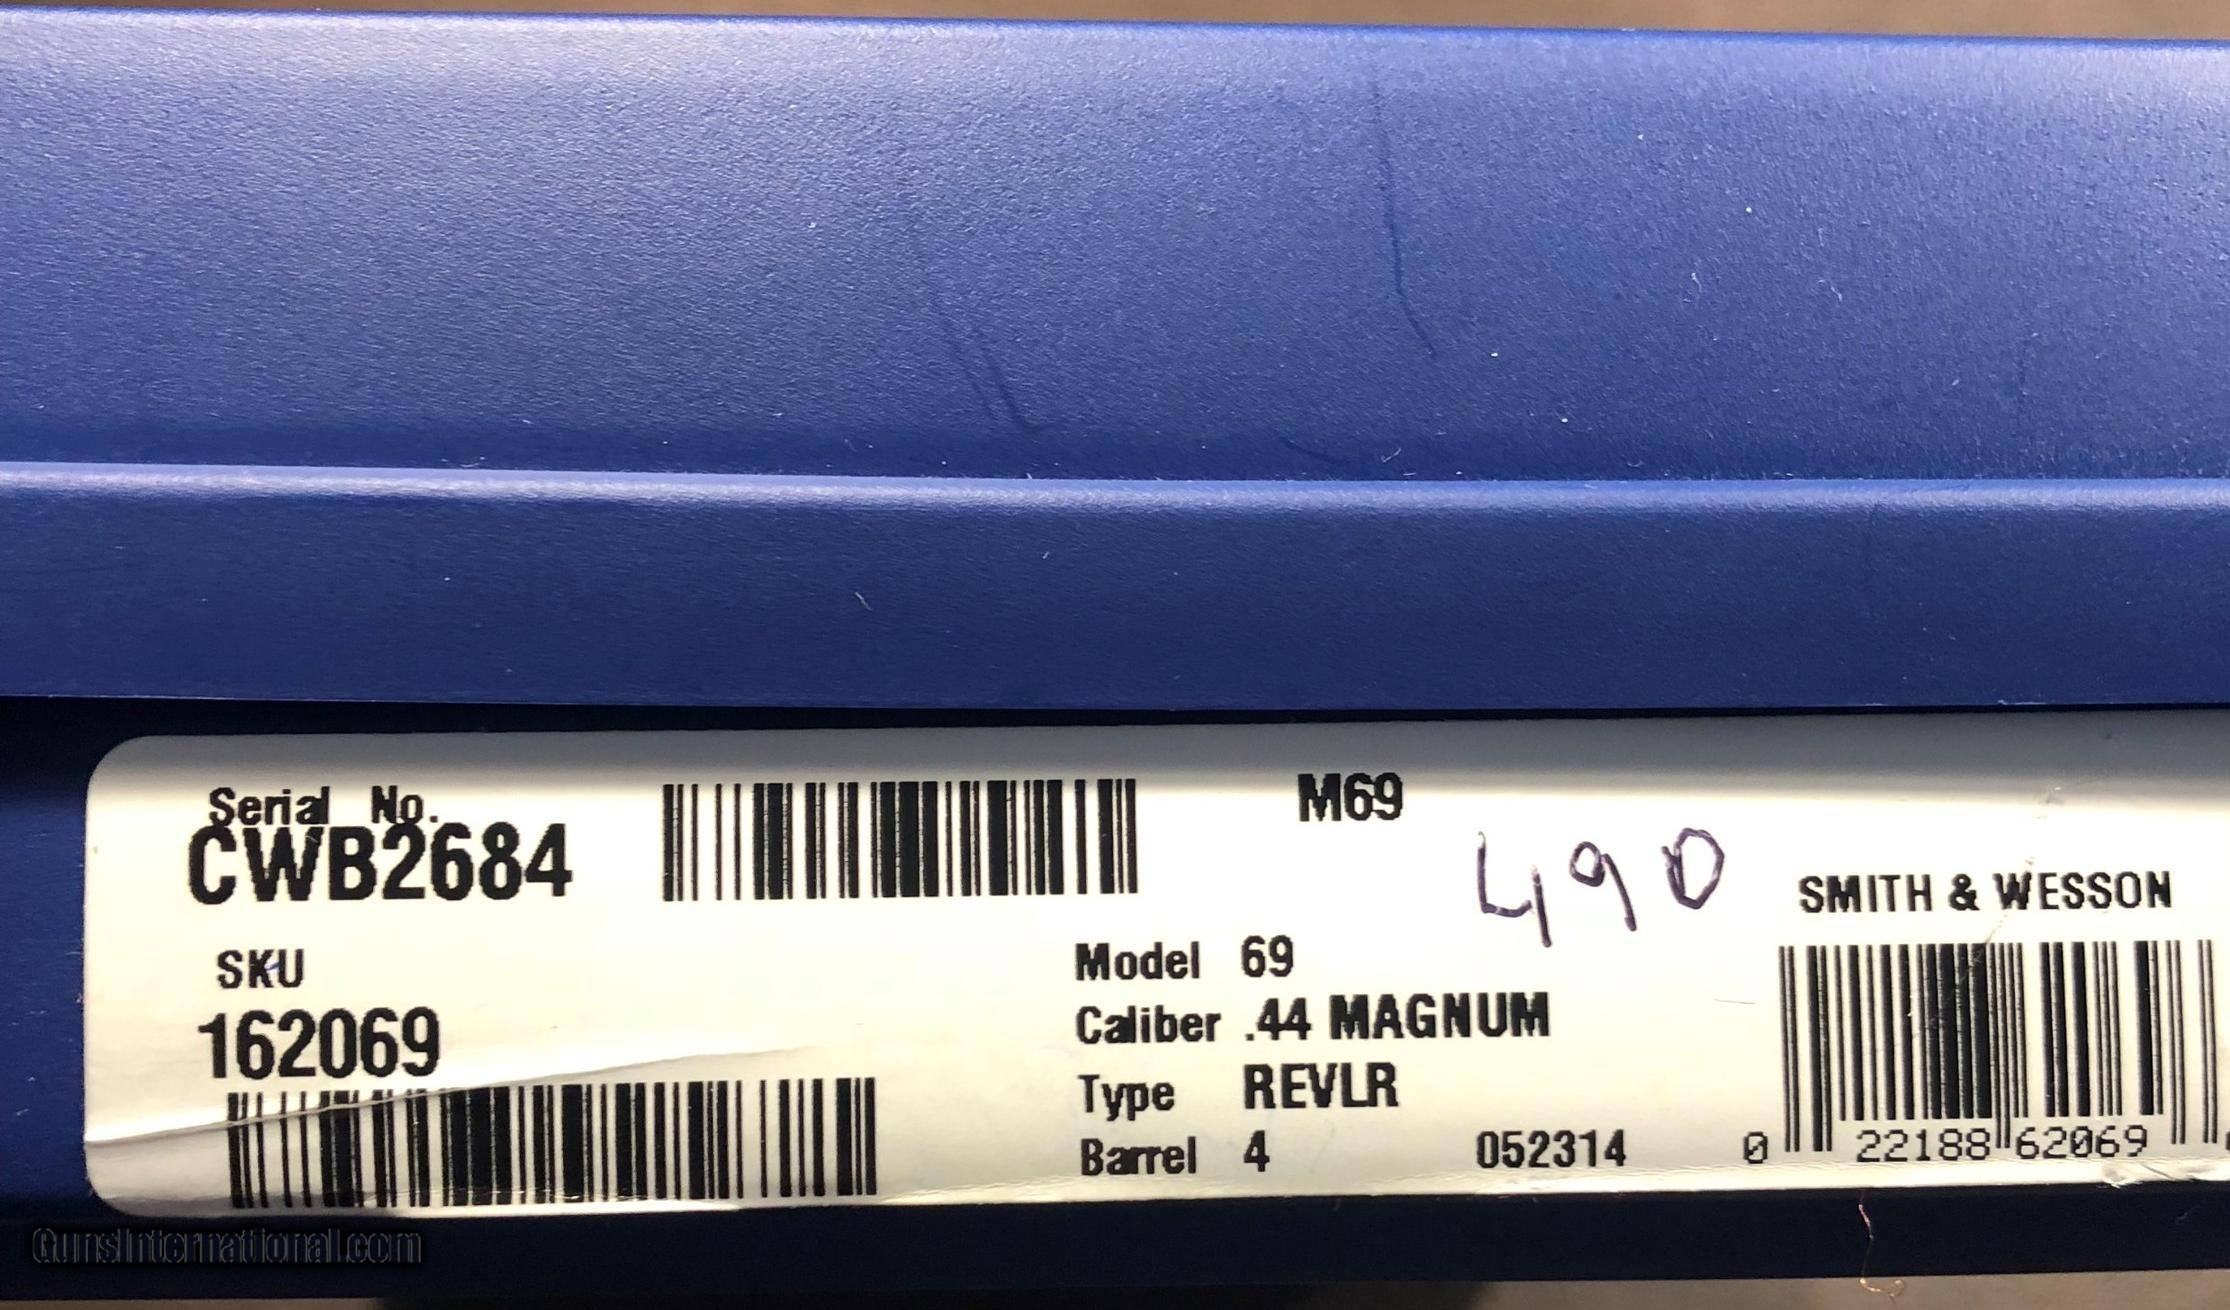 Serial No.
CWB2684
M69
490
SMITH & WESSON
SKU
162069
Model 69
Caliber .44 MAGNUM
Type REVLR
Barrel 4
052314
0 22188 62069
GunsInternational.com